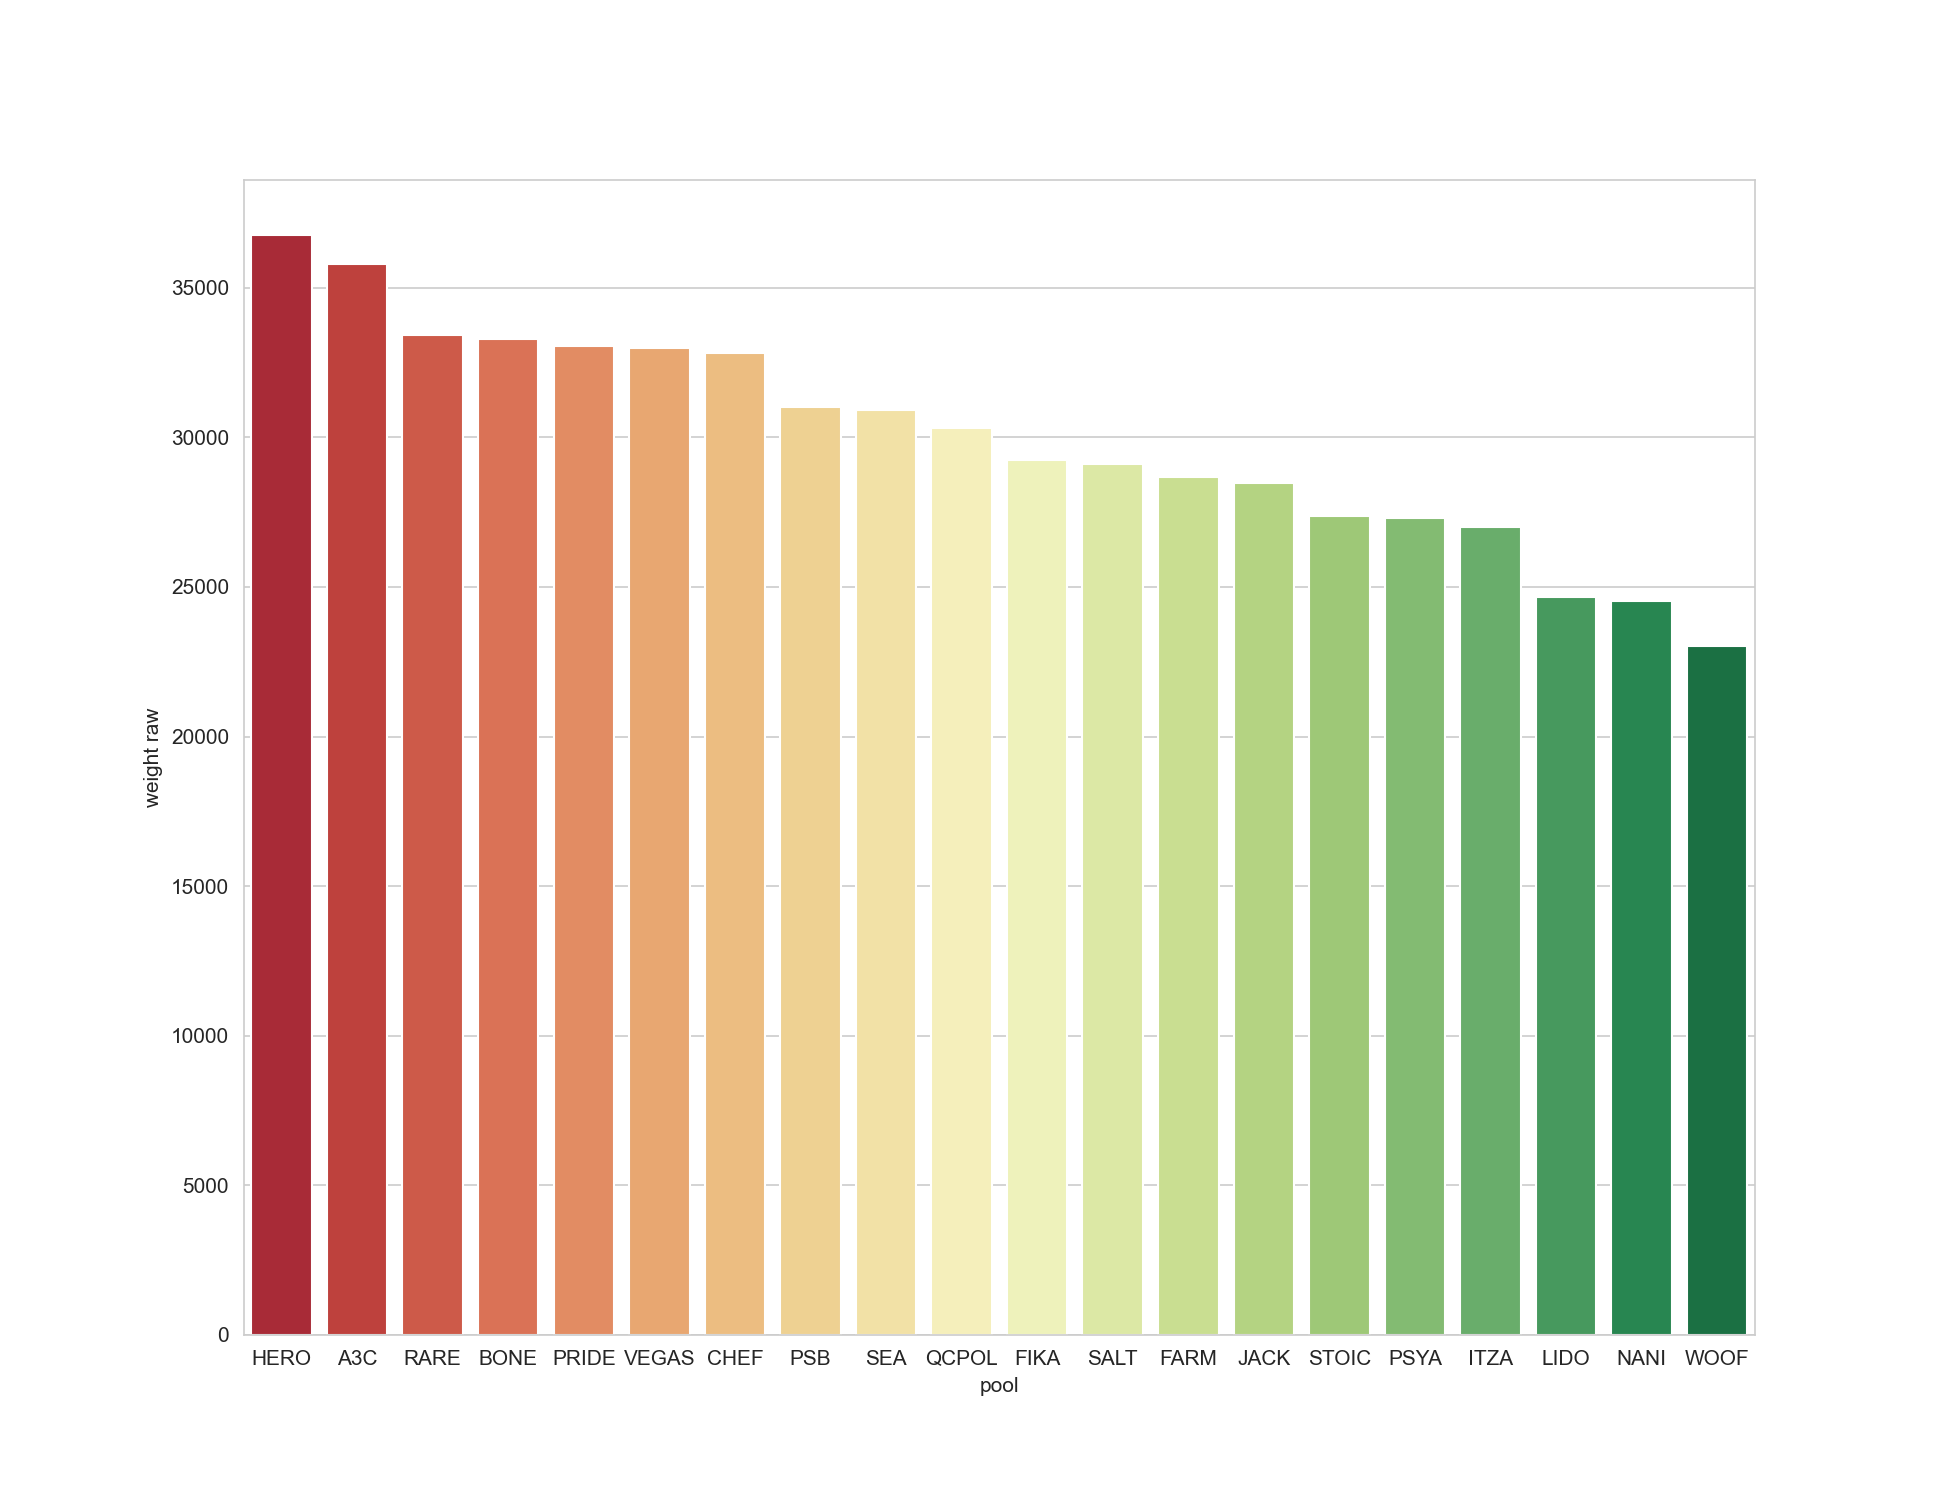 35000
30000
25000
20000
15000
10000
5000
0
weight raw
HERO A3C RARE BONE PRIDE VEGAS CHEF PSB SEA QCPOL FIKA SALT FARM JACK STOIC PSYA ITZA LIDO NANI WOOF
pool